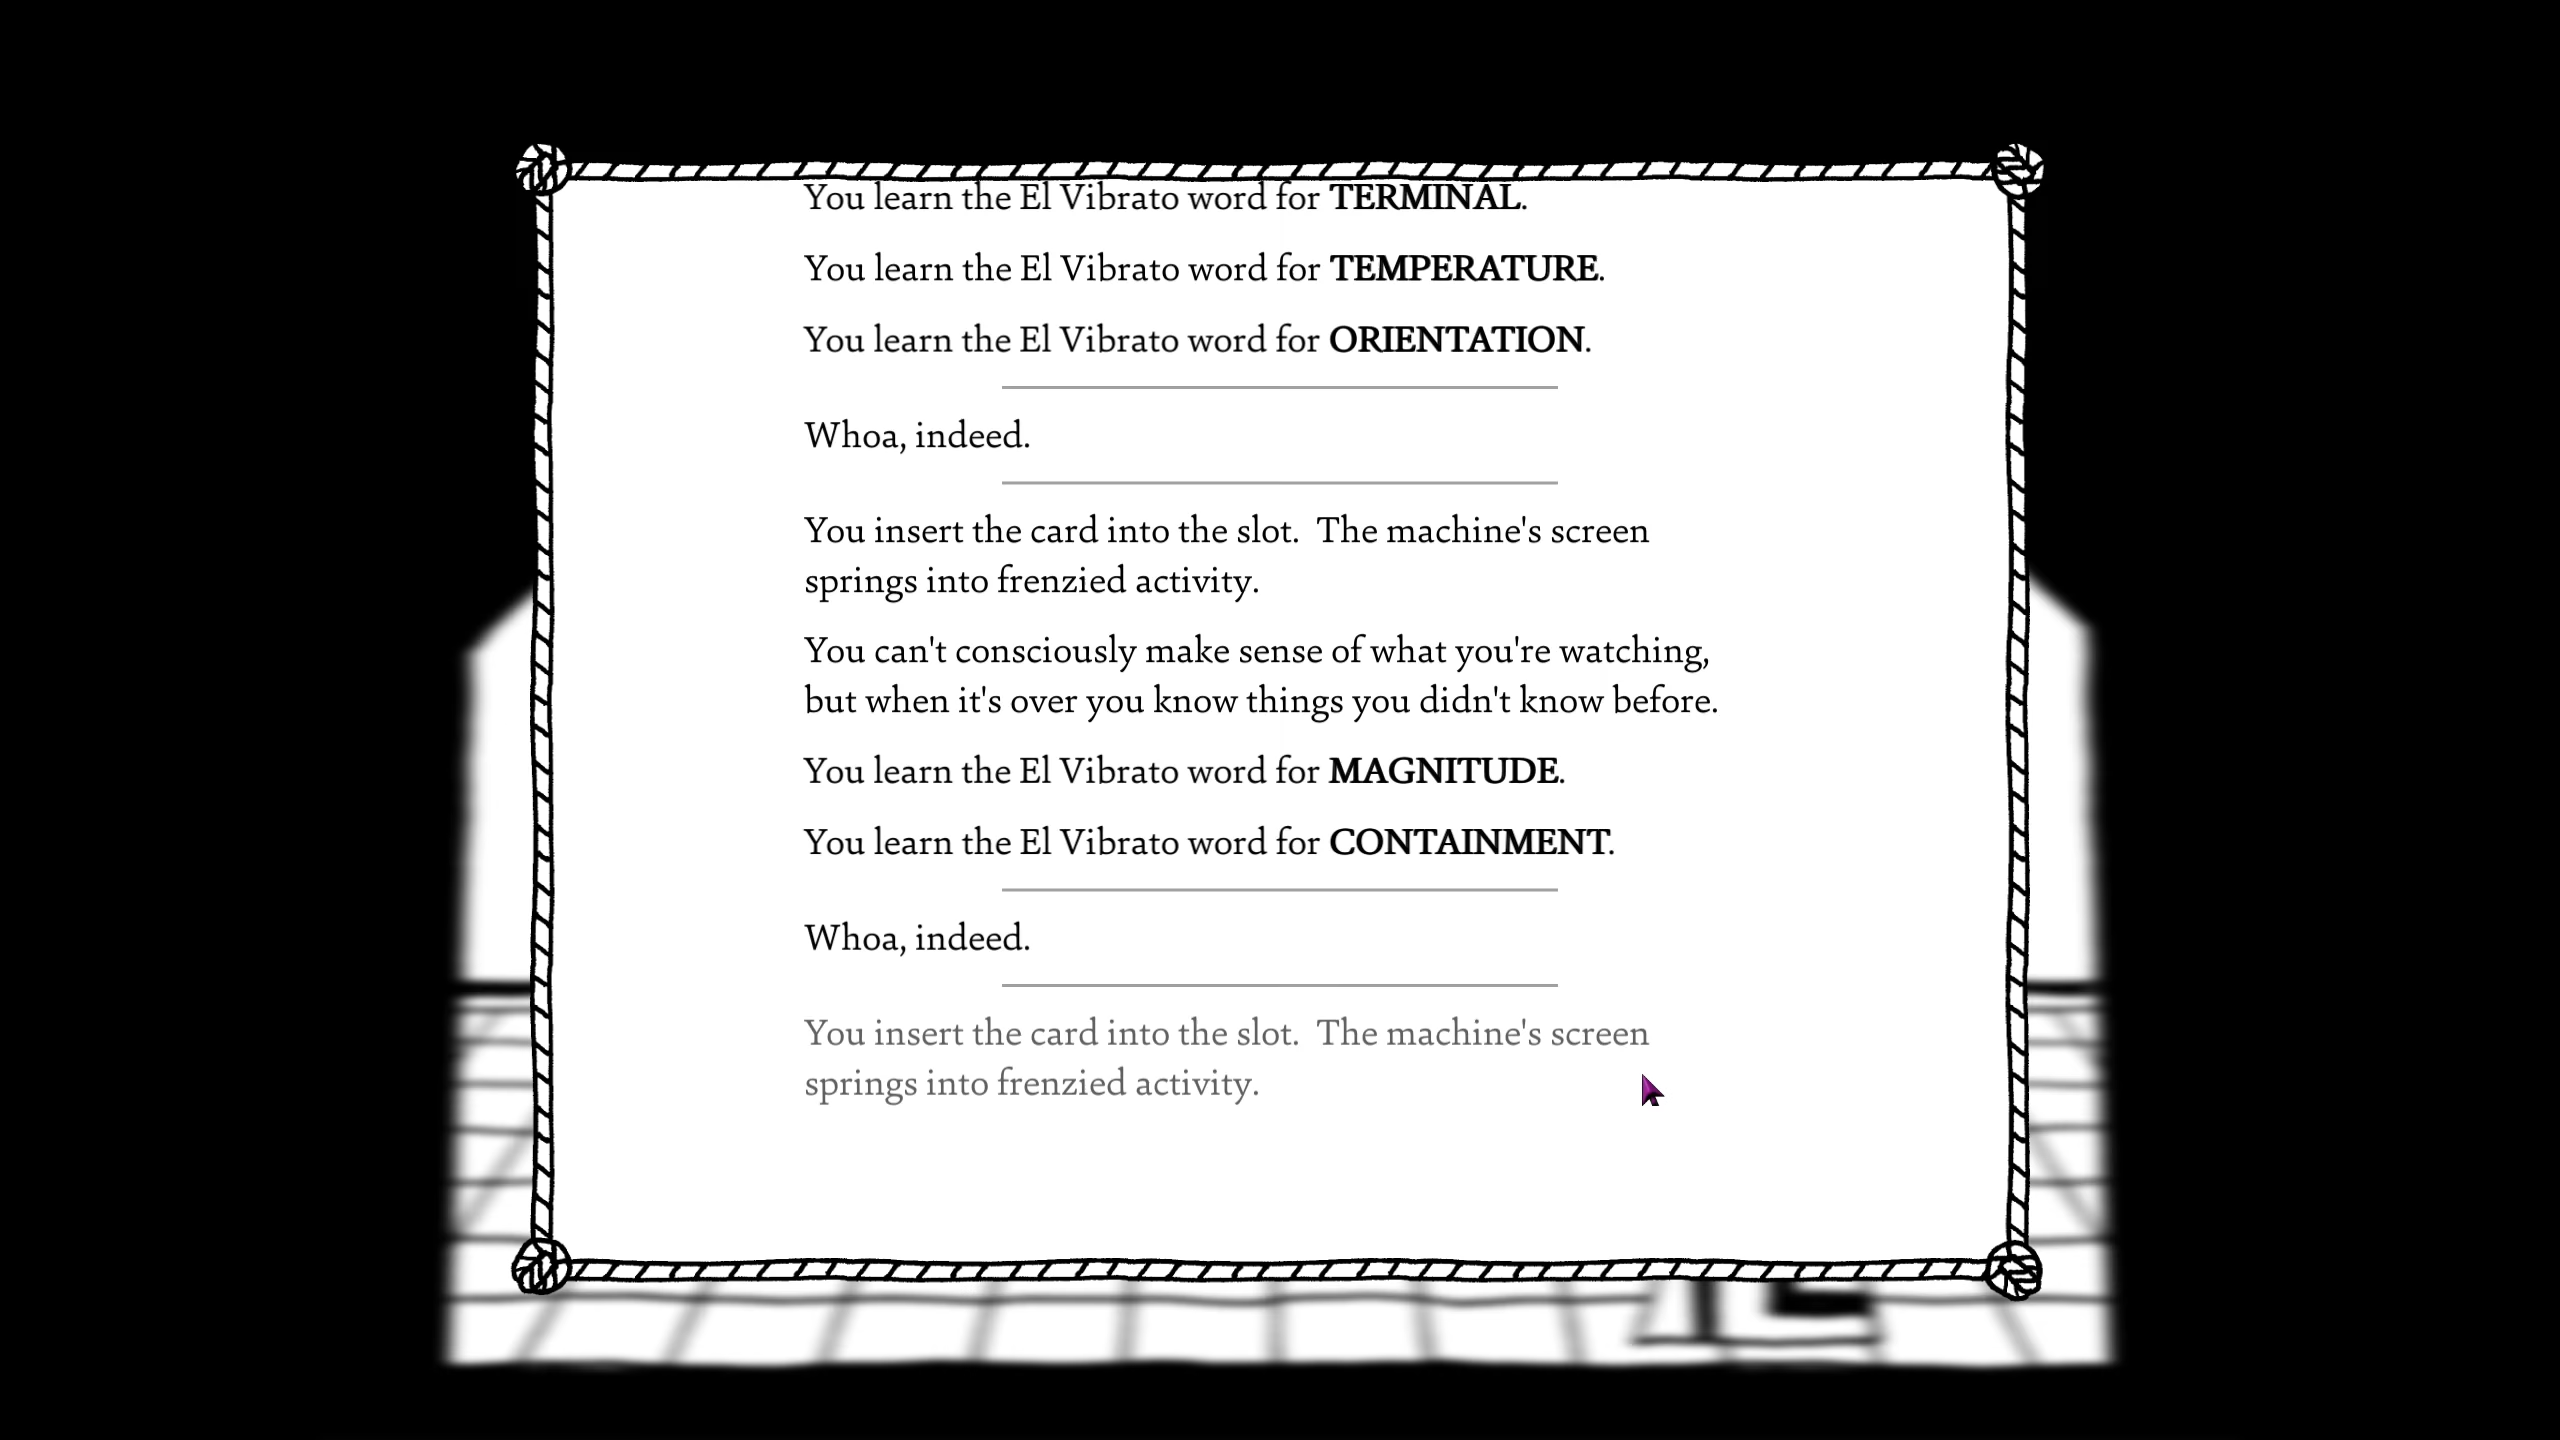 You learn the El Vibrato word for TERMINAL.
You learn the El Vibrato word for TEMPERATURE.
You learn the El Vibrato word for ORIENTATION.
Whoa, indeed.
You insert the card into the slot.  The machine's screen
springs into frenzied activity.
You can't consciously make sense of what you're watching,
but when it's over you know things you didn't know before.
You learn the El Vibrato word for MAGNITUDE.
You learn the El Vibrato word for CONTAINMENT.
Whoa, indeed.
You insert the card into the slot.  The machine's screen
springs into frenzied activity.